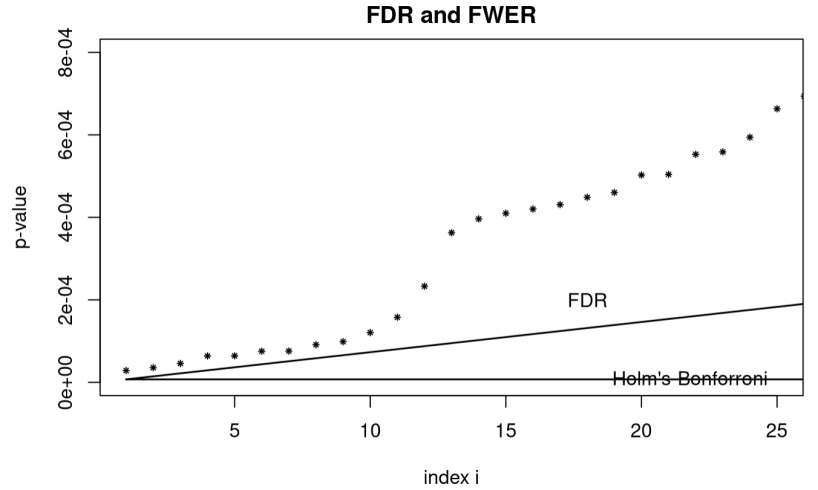 FDR and FWER
8e-04
6e-04
4e-04
2e-04
0e+00
p-value
FDR
Holm's Bonforroni
5 10 15 20 25
index i